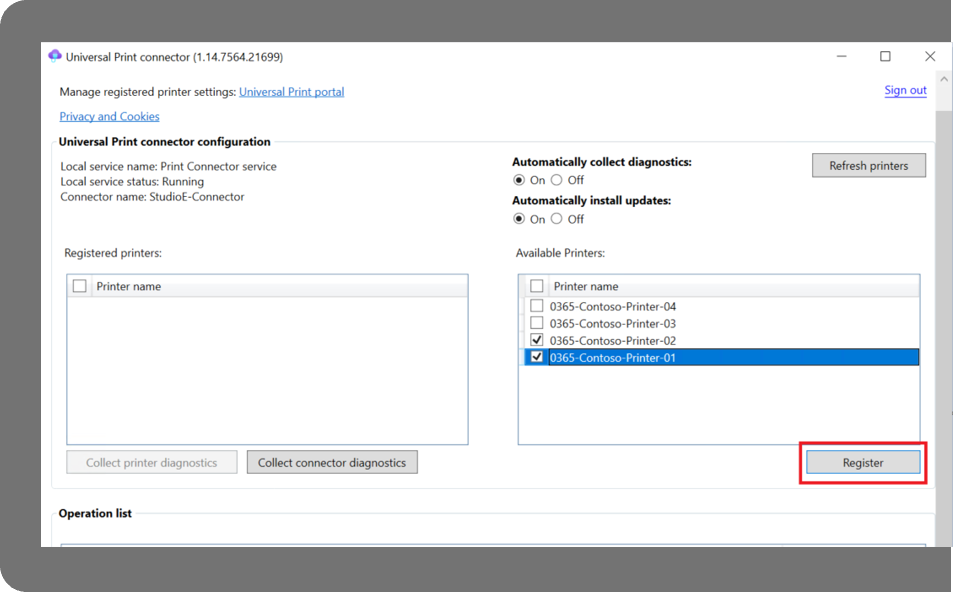 Universal Print connector (1.14.7564.21699)
Manage registered printer settings: Universal Print portal
Sign out
Privacy and Cookies
Universal Print connector configuration
Local service name: Print Connector service
Local service status: Running
Connector name: StudioE-Connector
Automatically collect diagnostics:
On Off
Automatically install updates:
On Off
Refresh printers
Registered printers:
Printer name
Available Printers:
Printer name
0365-Contoso-Printer-04
0365-Contoso-Printer-03
0365-Contoso-Printer-02
0365-Contoso-Printer-01
Collect printer diagnostics
Collect connector diagnostics
Register
Operation list